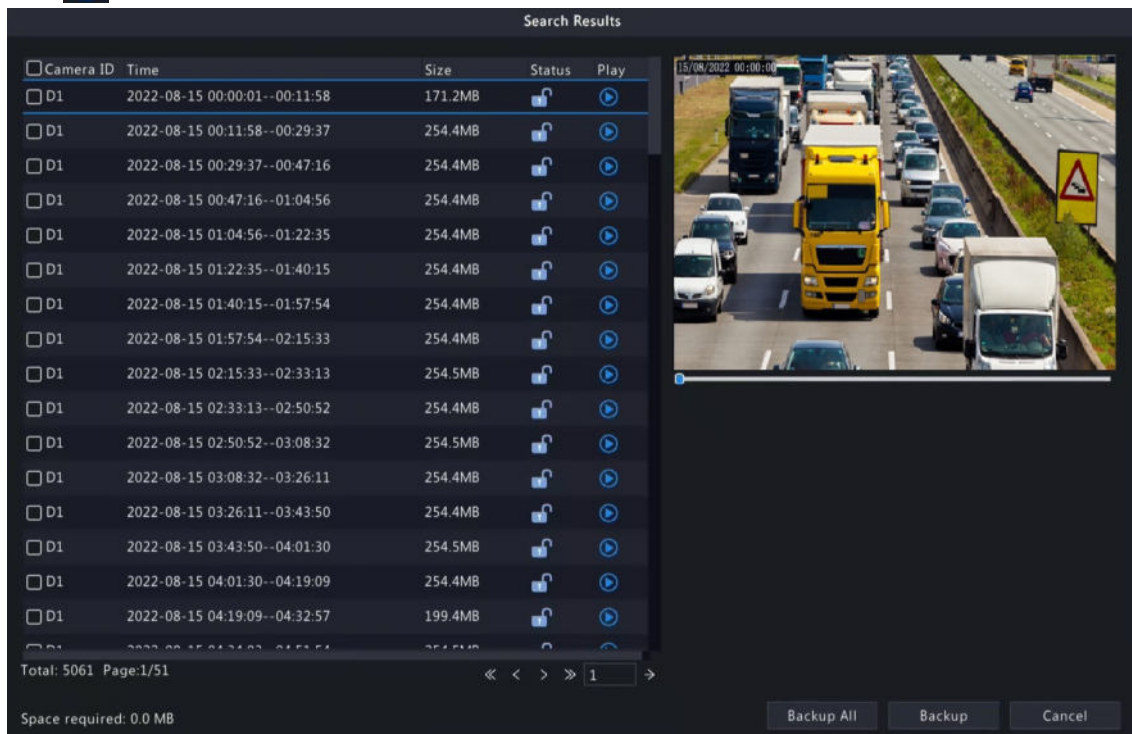 Search Results
Camera ID Time Size Status Play
D1 2022-08-15 00:00:01--00:11:58 171.2MB
D1 2022-08-15 00:11:58--00:29:37 254.4MB
D1 2022-08-15 00:29:37--00:47:16 254.4MB
D1 2022-08-15 00:47:16--01:04:56 254.4MB
D1 2022-08-15 01:04:56--01:22:35 254.4MB
D1 2022-08-15 01:22:35--01:40:15 254.4MB
D1 2022-08-15 01:40:15--01:57:54 254.4MB
D1 2022-08-15 01:57:54--02:15:33 254.4MB
D1 2022-08-15 02:15:33--02:33:13 254.5MB
D1 2022-08-15 02:33:13--02:50:52 254.4MB
D1 2022-08-15 02:50:52--03:08:32 254.5MB
D1 2022-08-15 03:08:32--03:26:11 254.4MB
D1 2022-08-15 03:26:11--03:43:50 254.4MB
D1 2022-08-15 03:43:50--04:01:30 254.5MB
D1 2022-08-15 04:01:30--04:19:09 254.4MB
D1 2022-08-15 04:19:09--04:32:57 199.4MB
Total: 5061 Page:1/51
1
Space required: 0.0 MB
15/08/2022 00:00:00
Backup All Backup Cancel